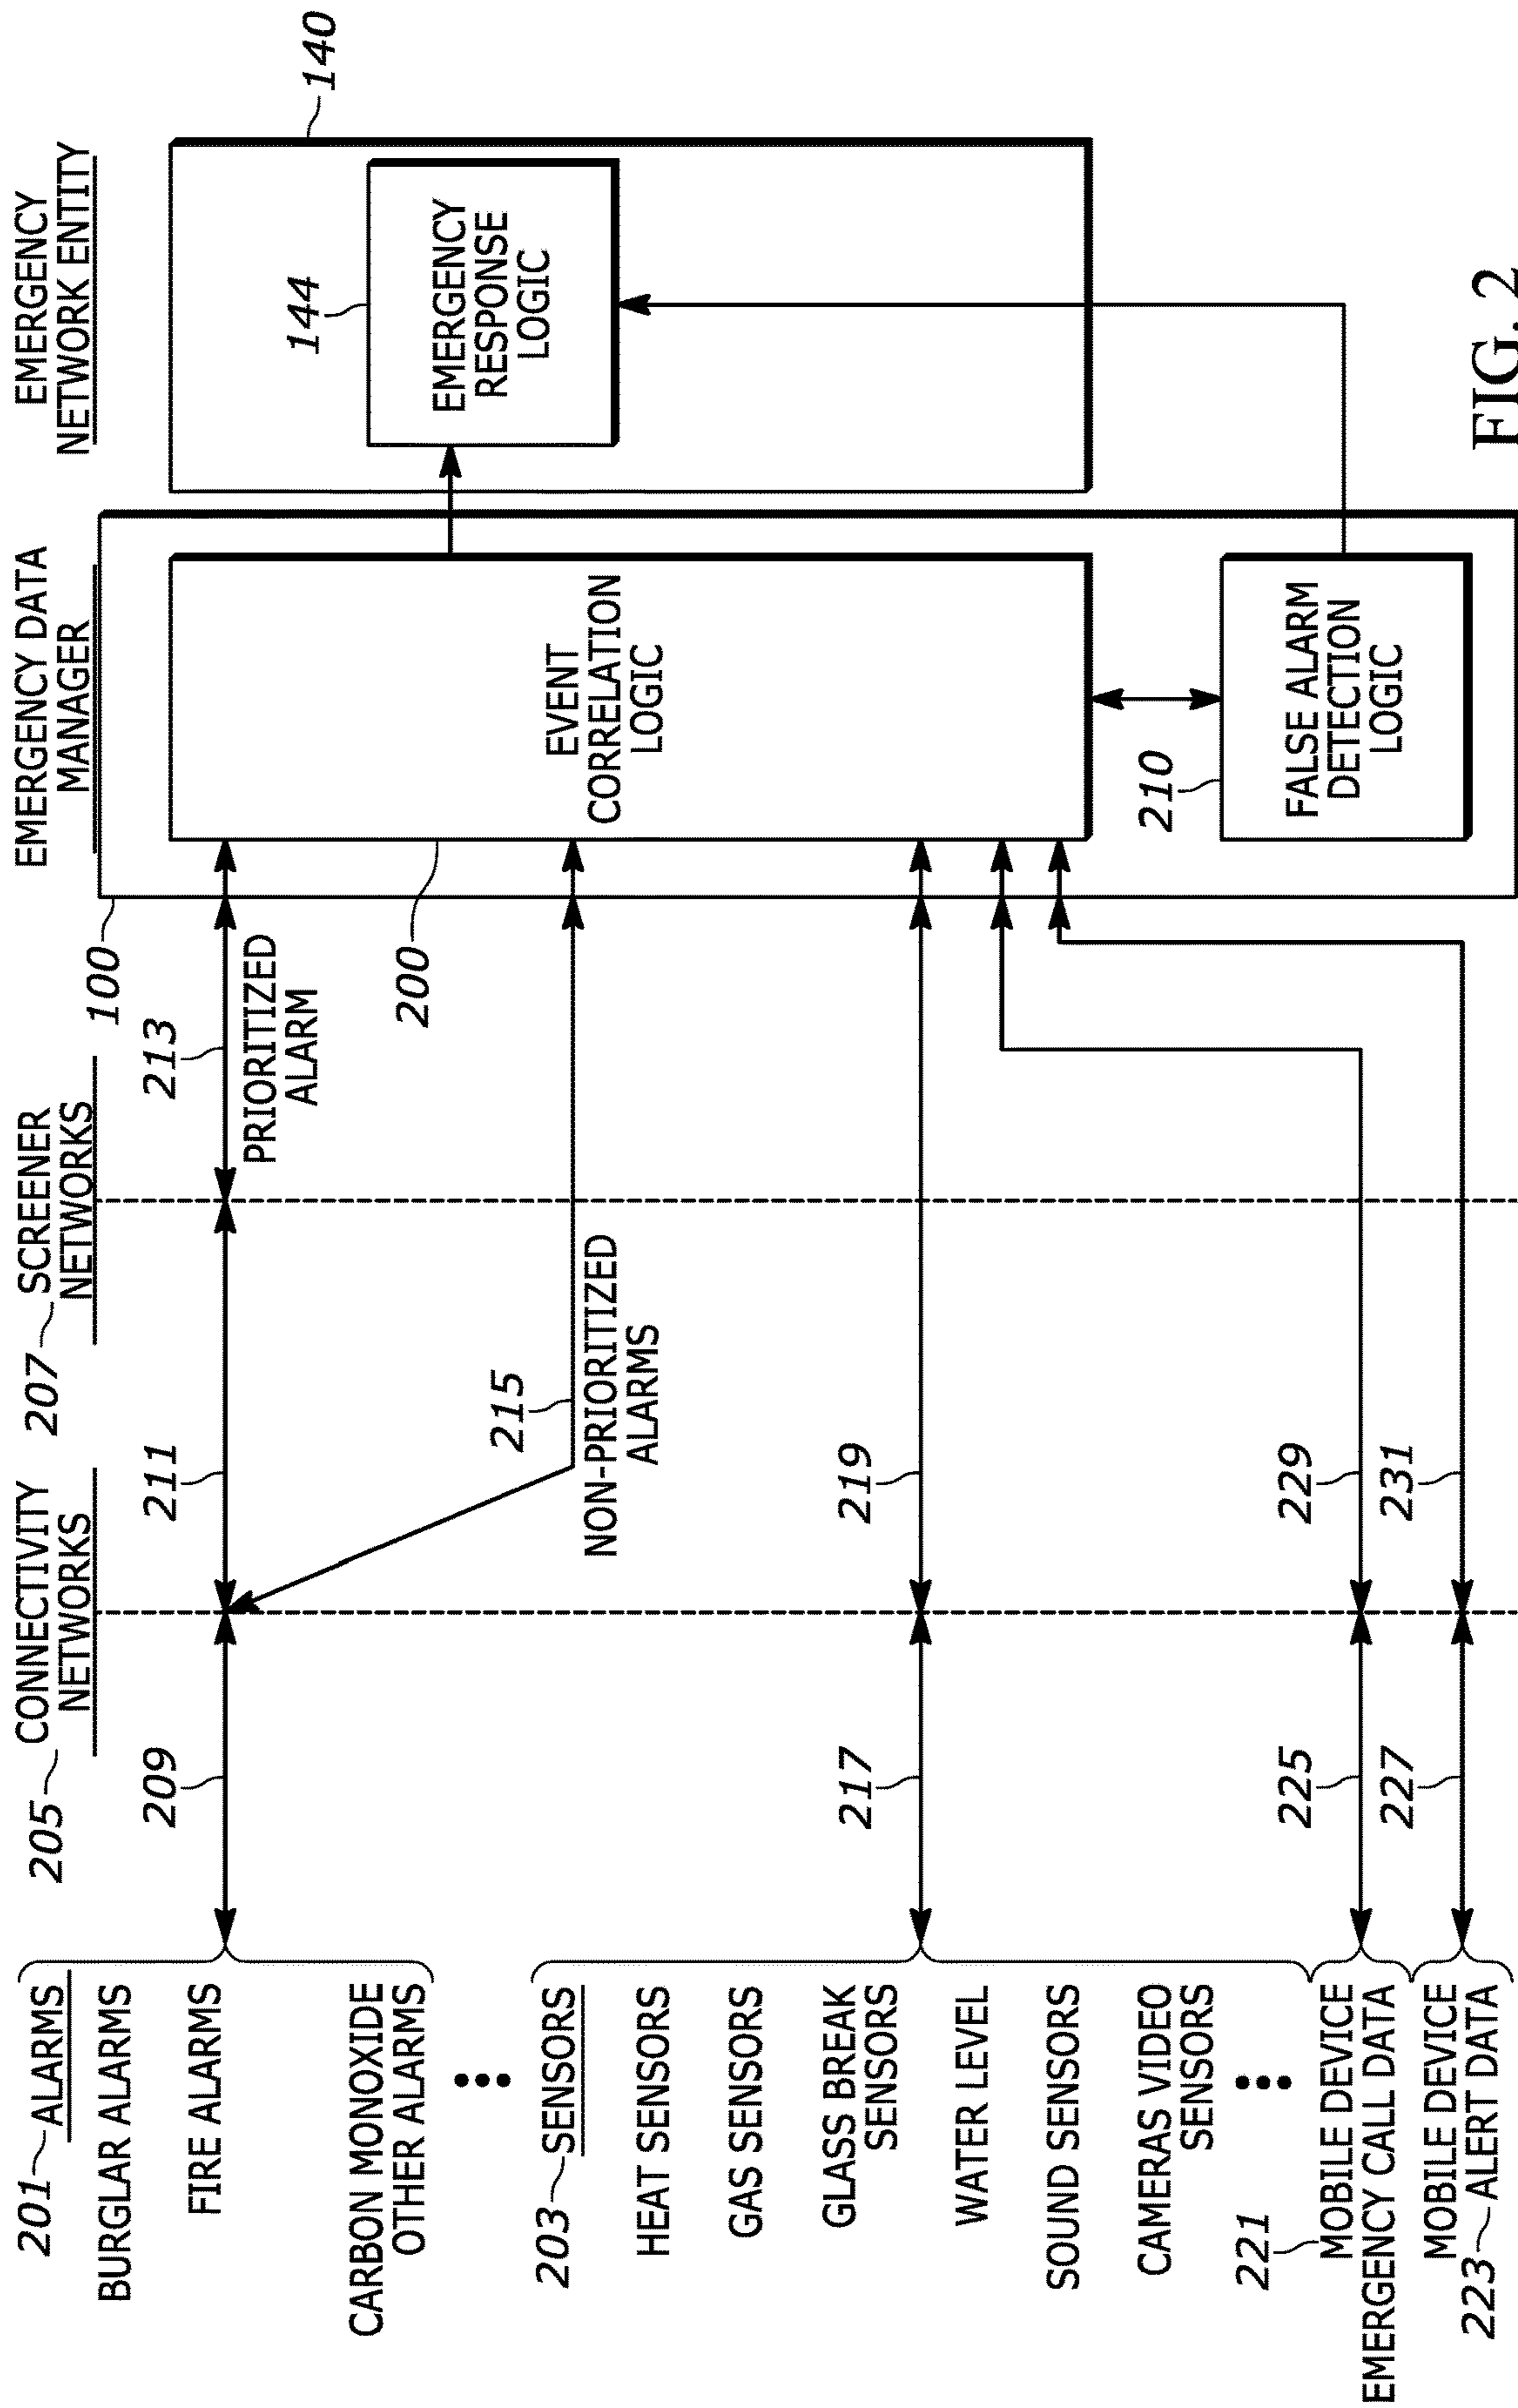 201
ALARMS
BURGLAR ALARMS
FIRE ALARMS
CARBON MONOXIDE
OTHER ALARMS
203
SENSORS
HEAT SENSORS
GAS SENSORS
GLASS BREAK
SENSORS
WATER LEVEL
SOUND SENSORS
CAMERAS VIDEO
SENSORS
221
MOBILE DEVICE
EMERGENCY CALL DATA
MOBILE DEVICE
223
ALERT DATA
205
CONNECTIVITY
NETWORKS
209
217
225
227
207
SCREENER
NETWORKS
211
215
NON-PRIORITIZED
ALARMS
219
229
231
213
PRIORITIZED
ALARM
EMERGENCY DATA
MANAGER
100
200
EVENT
CORRELATION
LOGIC
210
FALSE ALARM
DETECTION
LOGIC
EMERGENCY
NETWORK ENTITY
140
144
EMERGENCY
RESPONSE
LOGIC
FIG. 2